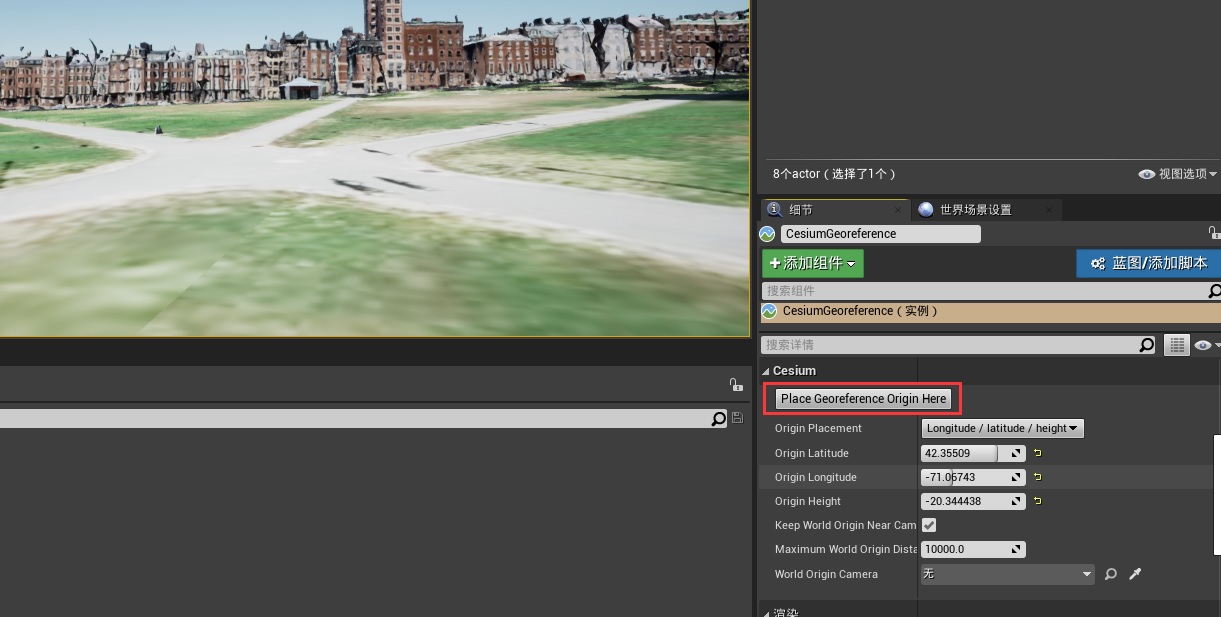 8个actor（选择了1个）
视图选项
细节
世界场景设置
CesiumGeoreference
添加组件
蓝图/添加脚本
搜索组件
CesiumGeoreference（实例）
搜索详情
Cesium
Place Georeference Origin Here
Origin Placement
Longitude / latitude / height
Origin Latitude
42.35509
Origin Longitude
-71.06743
Origin Height
-20.344438
Keep World Origin Near Cam
Maximum World Origin Dista
10000.0
World Origin Camera
无
渲染